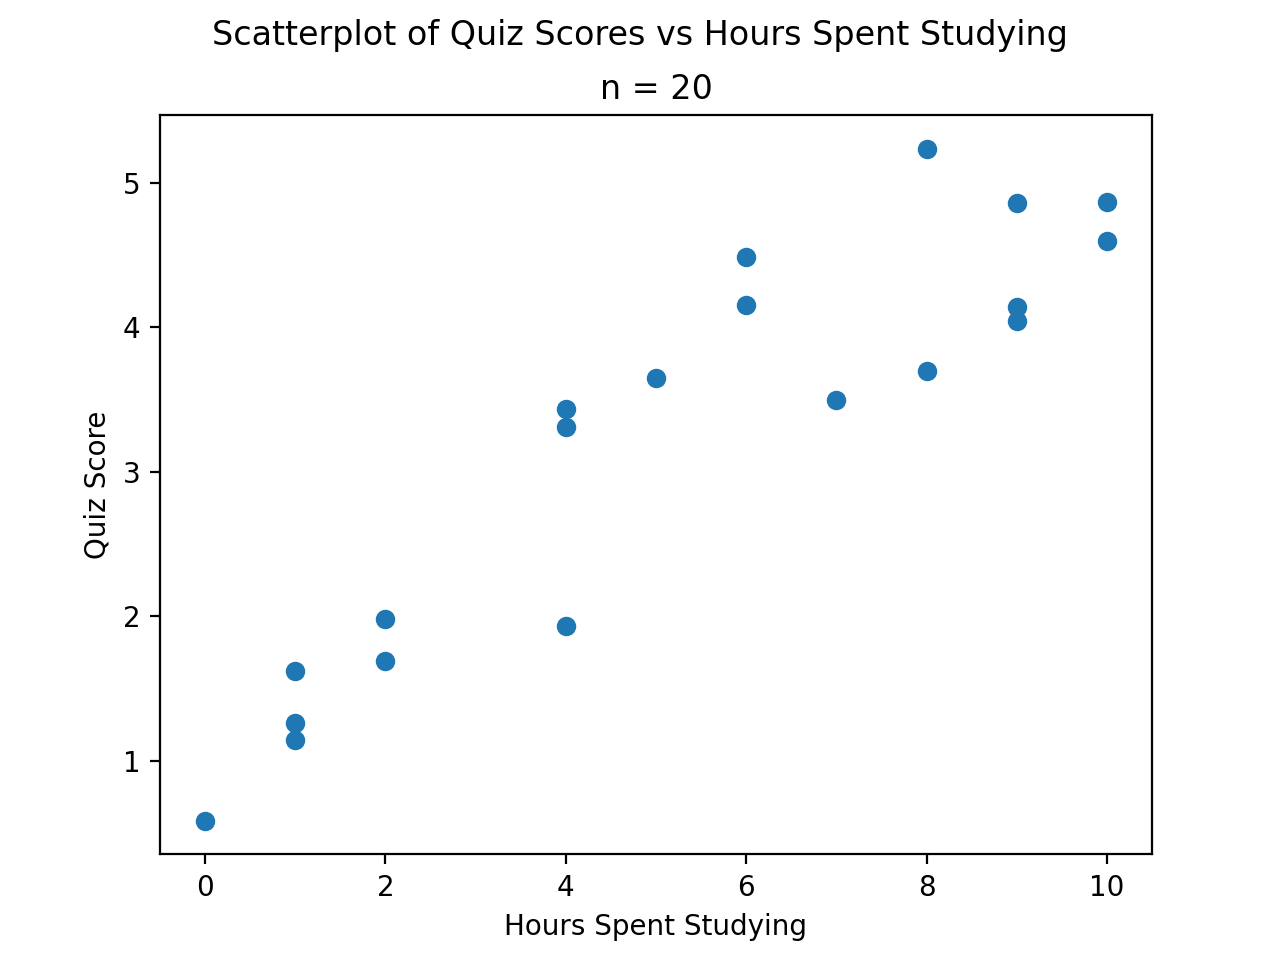 Scatterplot of Quiz Scores vs Hours Spent Studying
n = 20
5
4
3
2
1
Quiz Score
0 2 4 6 8 10
Hours Spent Studying